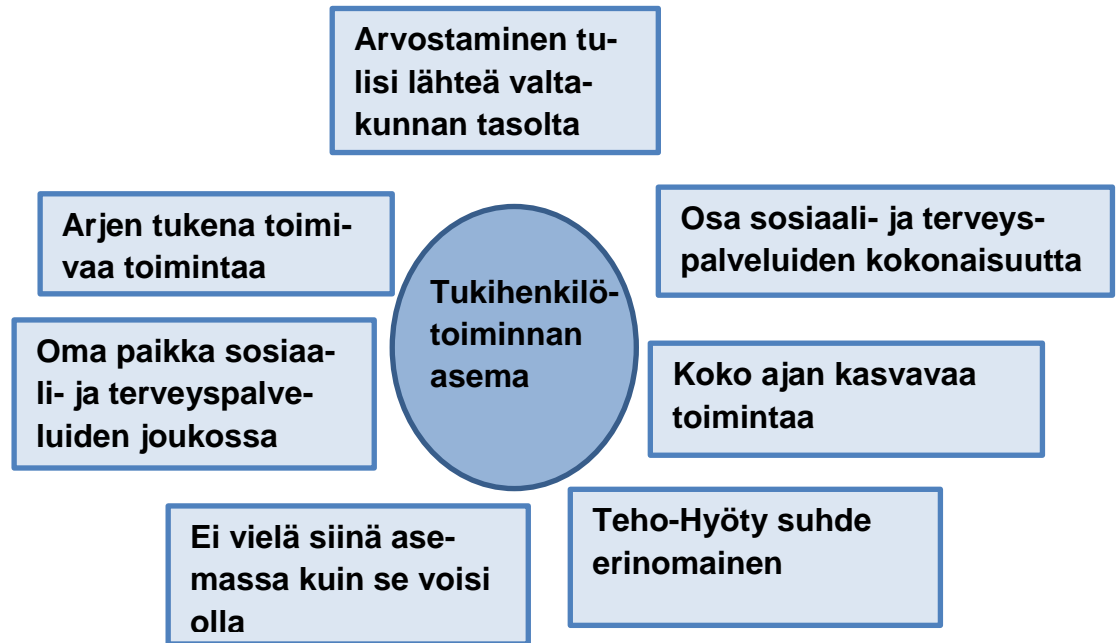 Arvostaminen tu-
lisi lähteä valta-
kunnan tasolta
Arjen tukena toimi-
vaa toimintaa
Osa sosiaali- ja terveys-
palveluiden kokonaisuutta
Tukihenkilö-
toiminnan
asema
Oma paikka sosiaa-
li- ja terveyspalve-
luiden joukossa
Koko ajan kasvavaa
toimintaa
Ei vielä siinä ase-
massa kuin se voisi
olla
Teho-Hyöty suhde
erinomainen